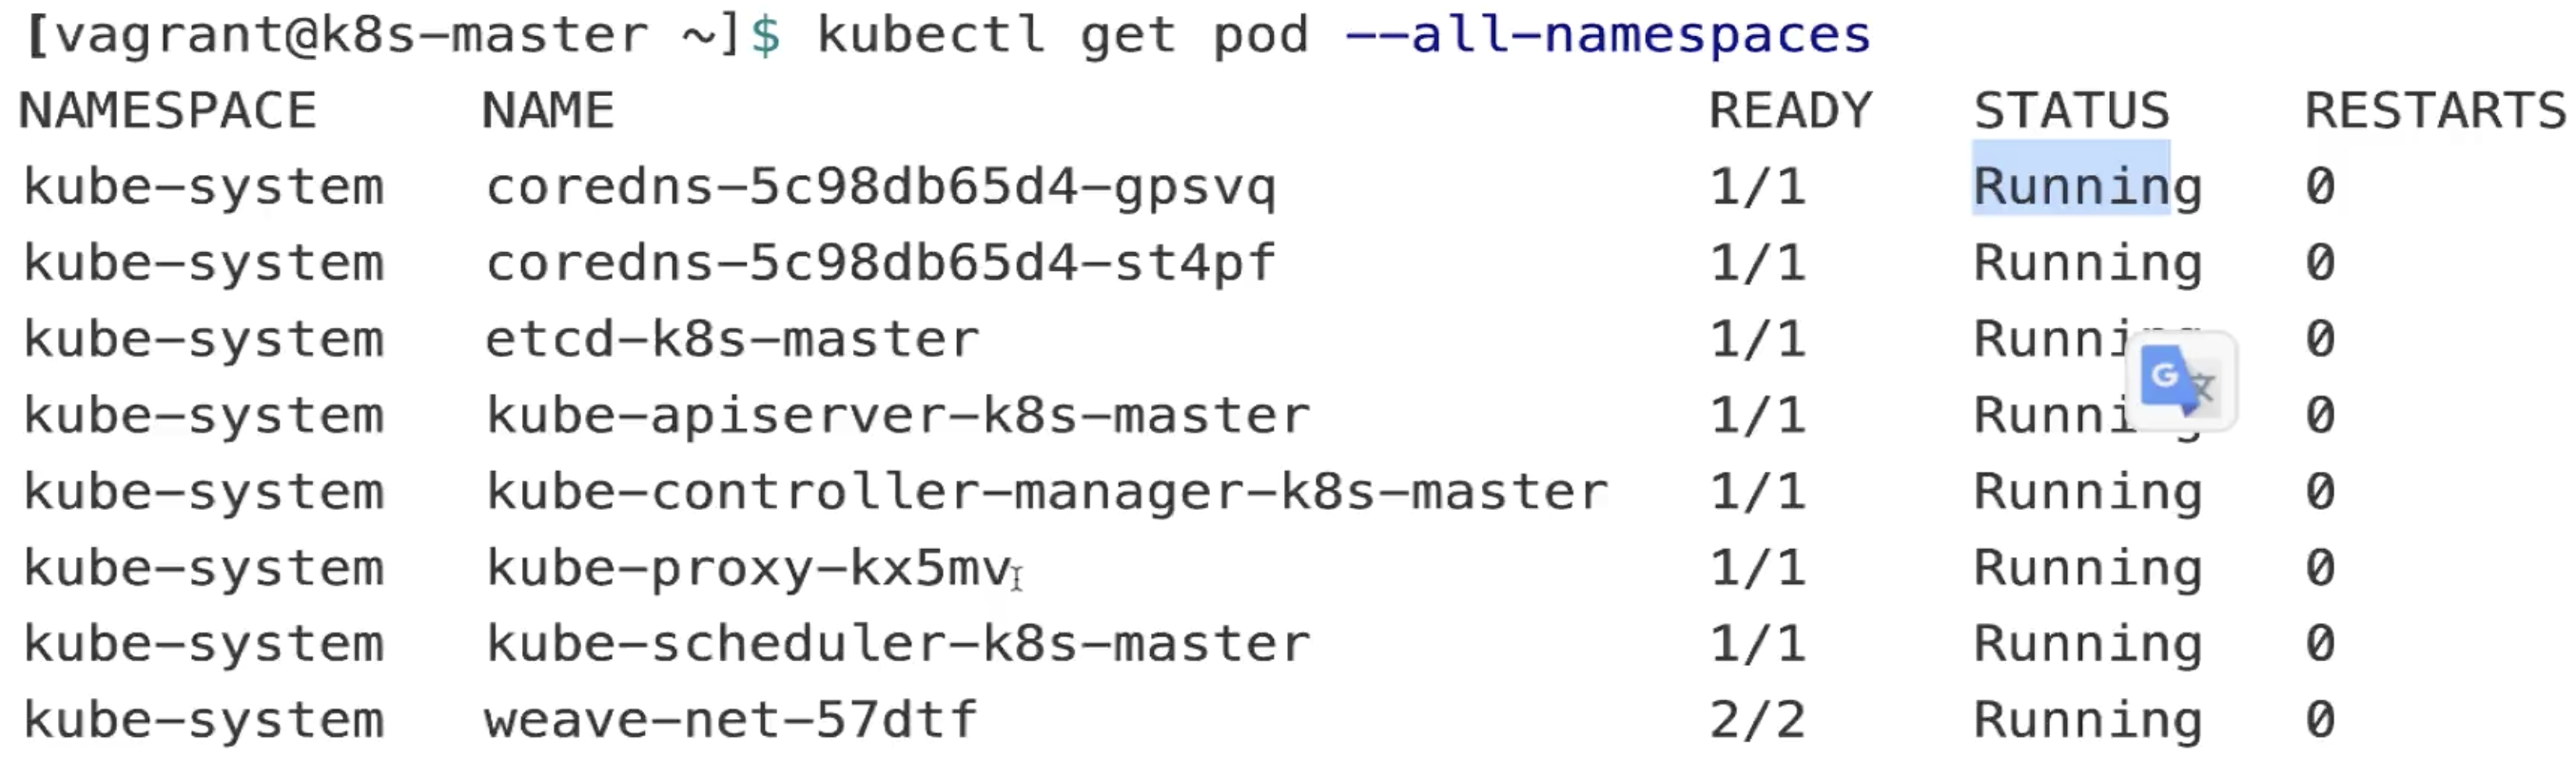 [vagrant@k8s-master ~]$ kubectl get pod --all-namespaces
NAMESPACE NAME READY STATUS RESTARTS
kube-system coredns-5c98db65d4-gpsvq 1/1 Running 0
kube-system coredns-5c98db65d4-st4pf 1/1 Running 0
kube-system etcd-k8s-master 1/1 Running 0
kube-system kube-apiserver-k8s-master 1/1 Running 0
kube-system kube-controller-manager-k8s-master 1/1 Running 0
kube-system kube-proxy-kx5mv 1/1 Running 0
kube-system kube-scheduler-k8s-master 1/1 Running 0
kube-system weave-net-57dtf 2/2 Running 0